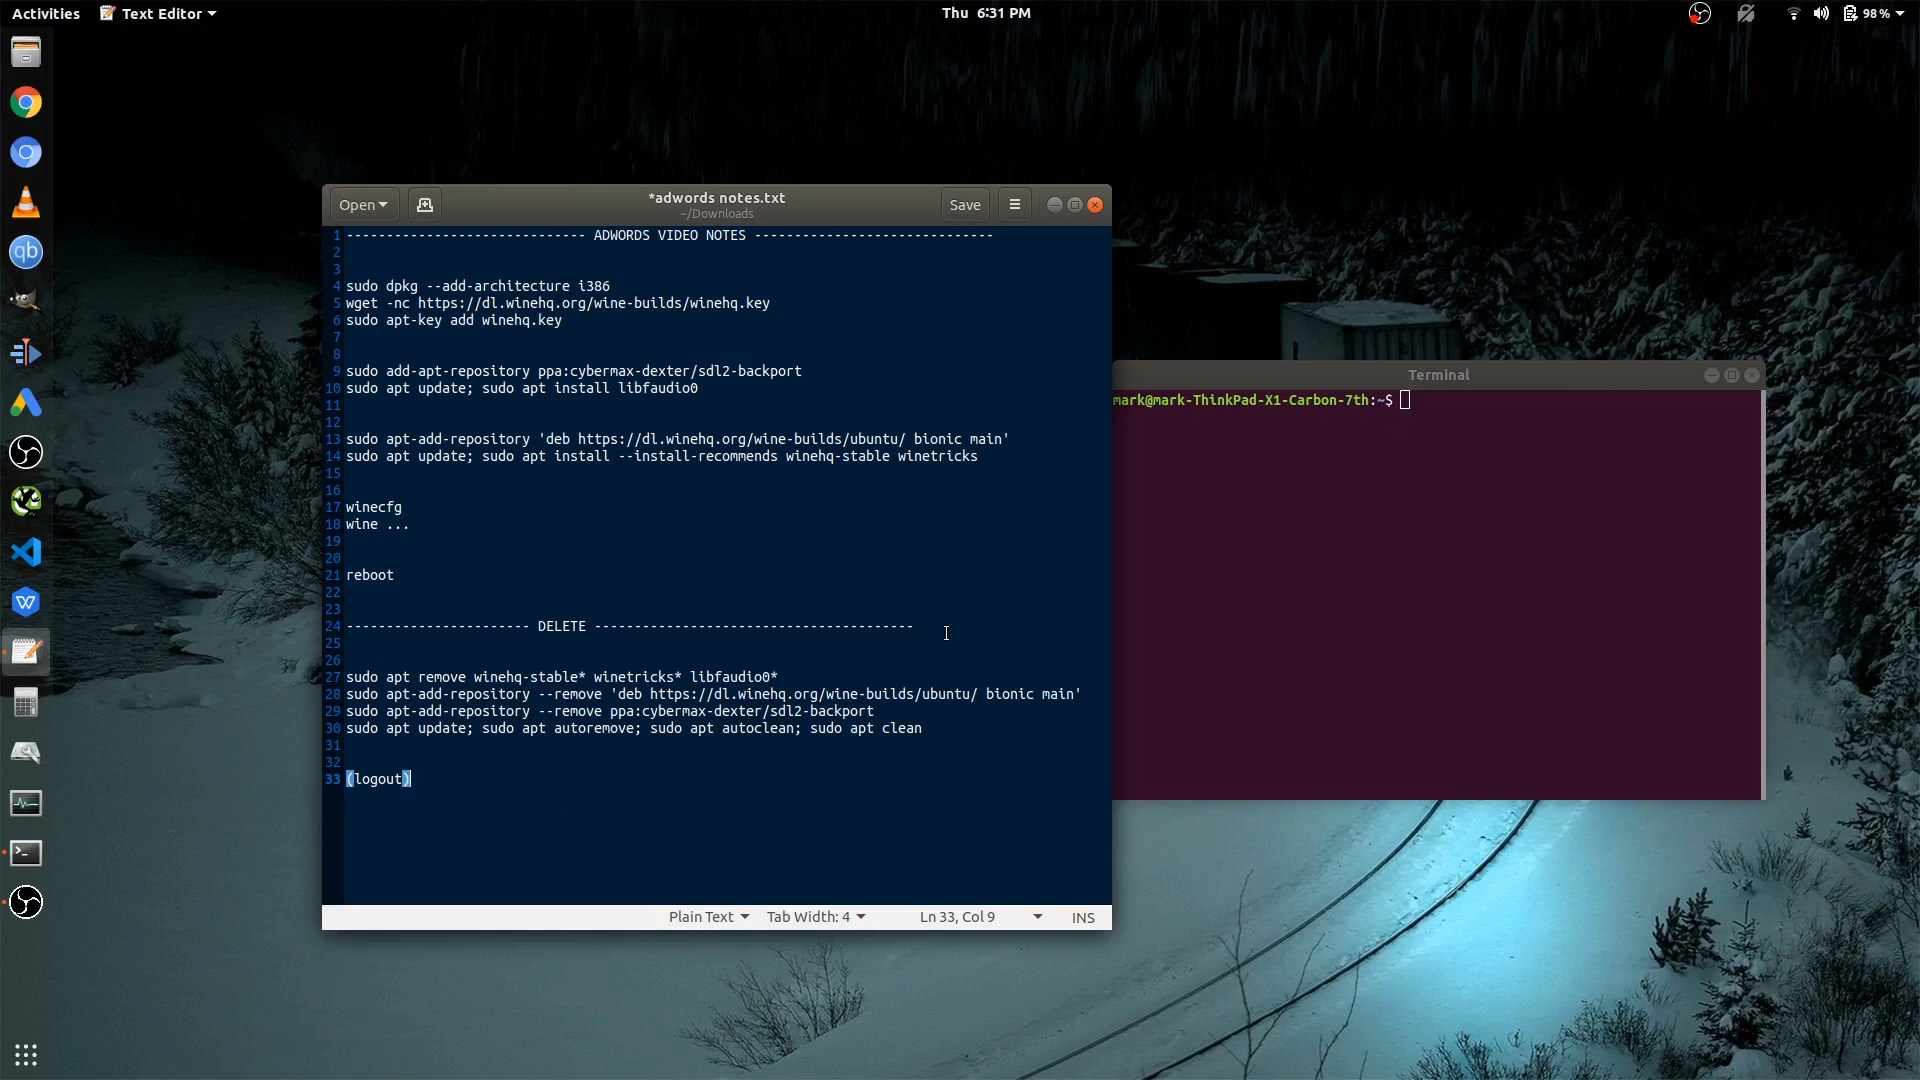 Activities Text Editor Thu 6:31 PM 98%
Open *adwords notes.txt Save
~/Downloads
1 ------------------------------ ADWORDS VIDEO NOTES ------------------------------
2
3
4 sudo dpkg --add-architecture i386
5 wget -nc https://dl.winehq.org/wine-builds/winehq.key
6 sudo apt-key add winehq.key
7
8
9 sudo add-apt-repository ppa:cybermax-dexter/sdl2-backport
10 sudo apt update; sudo apt install libfaudio0
11
12
13 sudo apt-add-repository 'deb https://dl.winehq.org/wine-builds/ubuntu/ bionic main'
14 sudo apt update; sudo apt install --install-recommends winehq-stable winetricks
15
16
17 winecfg
18 wine ...
19
20
21 reboot
22
23
24 ----------------------- DELETE ----------------------------------------
25
26
27 sudo apt remove winehq-stable* winetricks* libfaudio0*
28 sudo apt-add-repository --remove 'deb https://dl.winehq.org/wine-builds/ubuntu/ bionic main'
29 sudo apt-add-repository --remove ppa:cybermax-dexter/sdl2-backport
30 sudo apt update; sudo apt autoremove; sudo apt autoclean; sudo apt clean
31
32
33 (logout)
Plain Text Tab Width: 4 Ln 33, Col 9 INS
Terminal
mark@mark-ThinkPad-X1-Carbon-7th:~$
qb
W